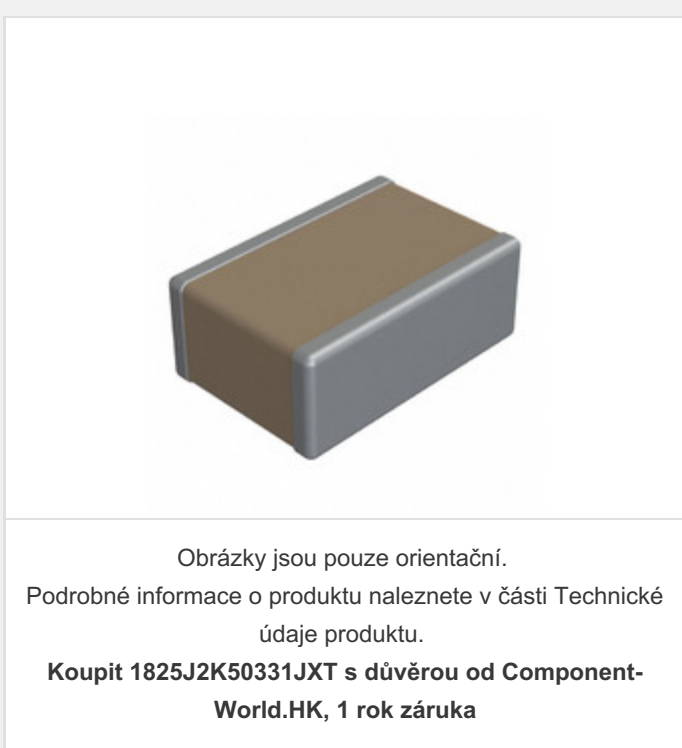 Obrázky jsou pouze orientační.
Podrobné informace o produktu naleznete v části Technické
údaje produktu.
Koupit 1825J2K50331JXT s důvěrou od Component-
World.HK, 1 rok záruka